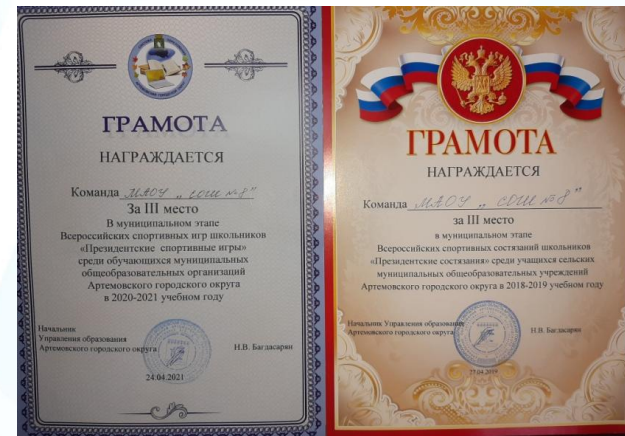 ГРАМОТА
НАГРАЖДАЕТСЯ
Команда МАОУ „ СОШ №8"
За III место
В муниципальном этапе
Всероссийских спортивных игр школьников
«Президентские спортивные игры»
среди обучающихся муниципальных
общеобразовательных организаций
Артемовского городского округа
в 2020-2021 учебном году
Начальник
Управления образования
Артемовского городского округа
Н.В. Багдасарян
24.04.2021
ГРАМОТА
НАГРАЖДАЕТСЯ
Команда МАОУ „ СОШ №8"
за III место
в муниципальном этапе
Всероссийских спортивных состязаний школьников
«Президентские состязания» среди учащихся сельских
муниципальных общеобразовательных учреждений
Артемовского городского округа в 2018-2019 учебном году
Начальник Управления образования
Артемовского городского округа
Н.В. Багдасарян